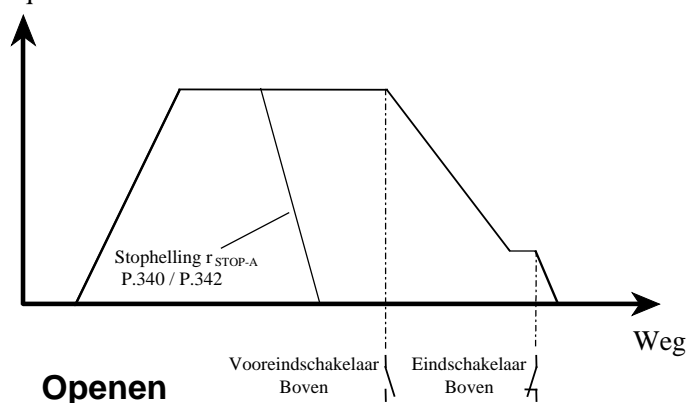 Stophelling r STOP-A
P.340 / P.342
Weg
Vooreindschakelaar
Boven
Eindschakelaar
Boven
Openen